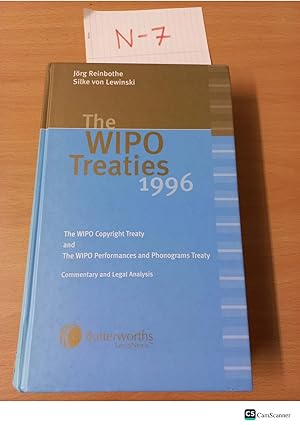 N-7
Jörg Reinbothe
Silke von Lewinski
The
WIPO
Treaties
1996
The WIPO Copyright Treaty
and
The WIPO Performances and Phonograms Treaty
Commentary and Legal Analysis
Butterworths
LexisNexis™
CS CamScanner